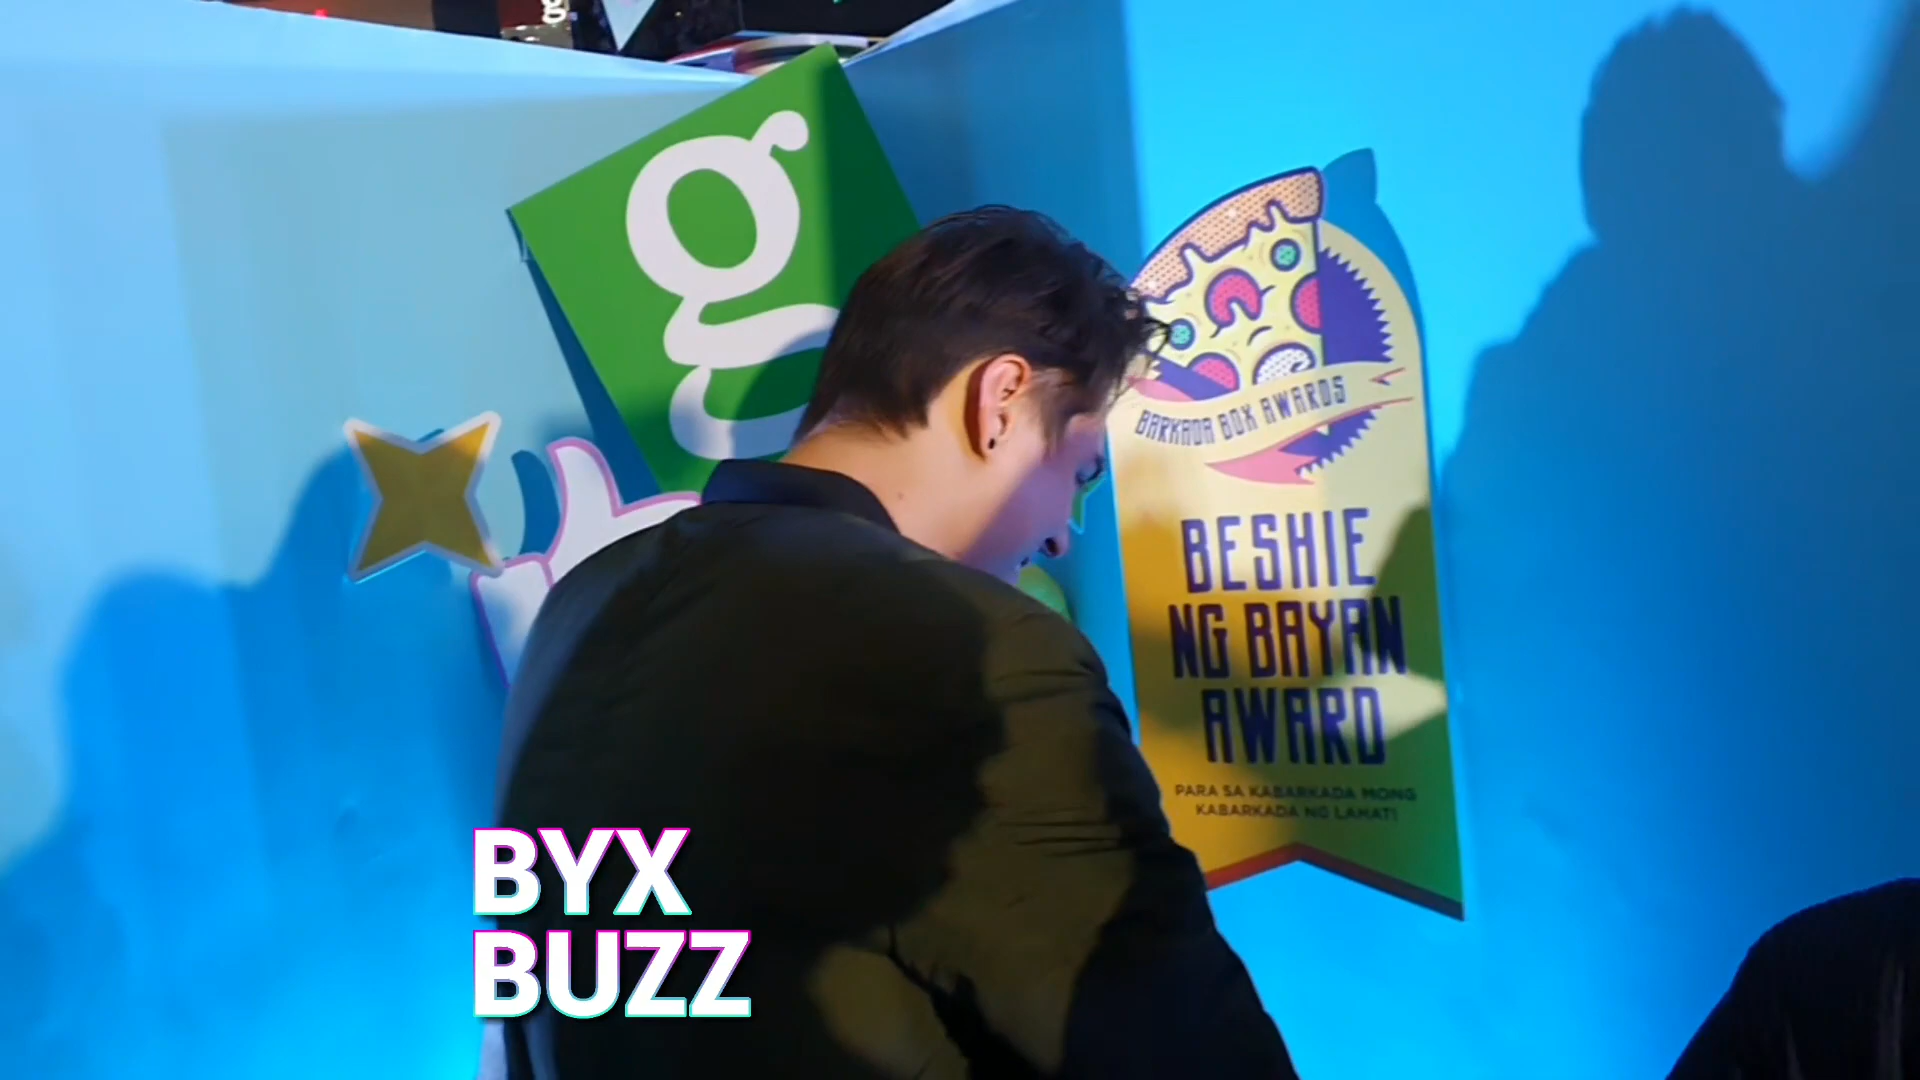 g
BARKADA BOX AWARDS
BESHIE
NG BAYAN
AWARD
PARA SA KABARKADA MONG
KABARKADA NG LAHAT!
BYX
BUZZ